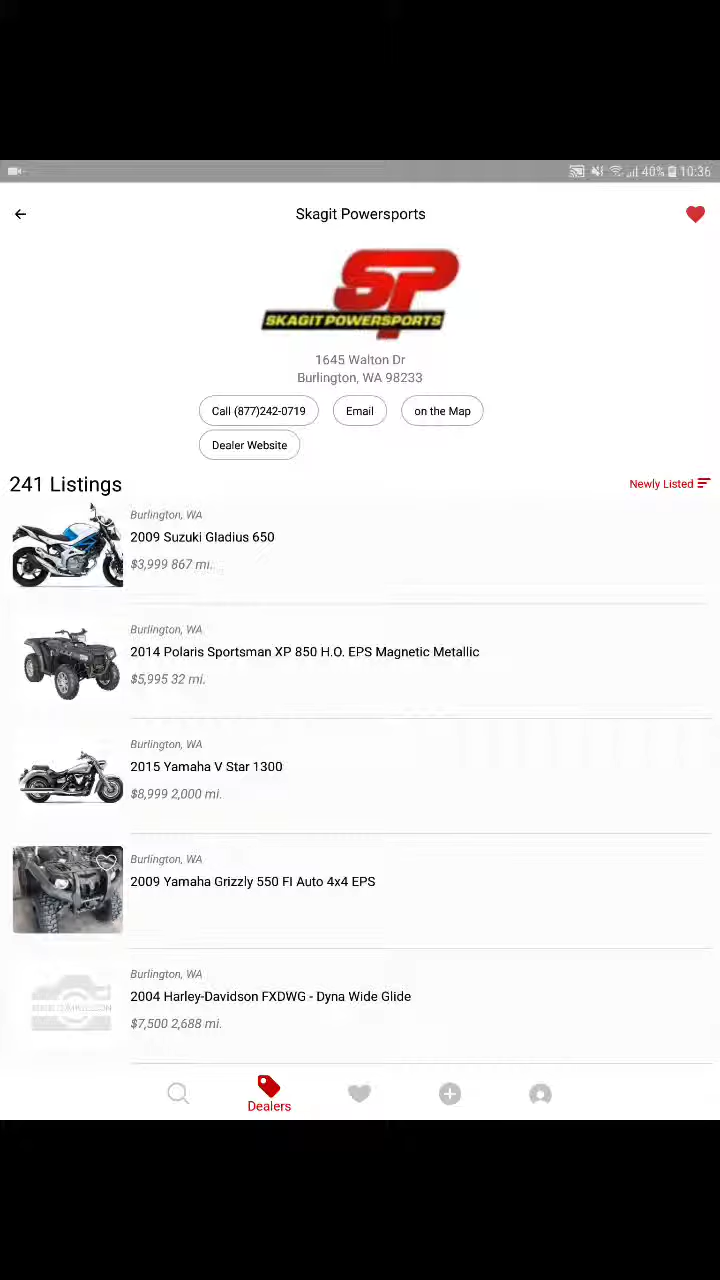 40% 10:36
Skagit Powersports
SP
SKAGIT POWERSPORTS
1645 Walton Dr
Burlington, WA 98233
Call (877)242-0719 Email on the Map
Dealer Website
241 Listings
Newly Listed
Burlington, WA
2009 Suzuki Gladius 650
$3,999 867 mi.
Burlington, WA
2014 Polaris Sportsman XP 850 H.O. EPS Magnetic Metallic
$5,995 32 mi.
Burlington, WA
2015 Yamaha V Star 1300
$8,999 2,000 mi.
Burlington, WA
2009 Yamaha Grizzly 550 FI Auto 4x4 EPS
Burlington, WA
2004 Harley-Davidson FXDWG - Dyna Wide Glide
$7,500 2,688 mi.
Dealers